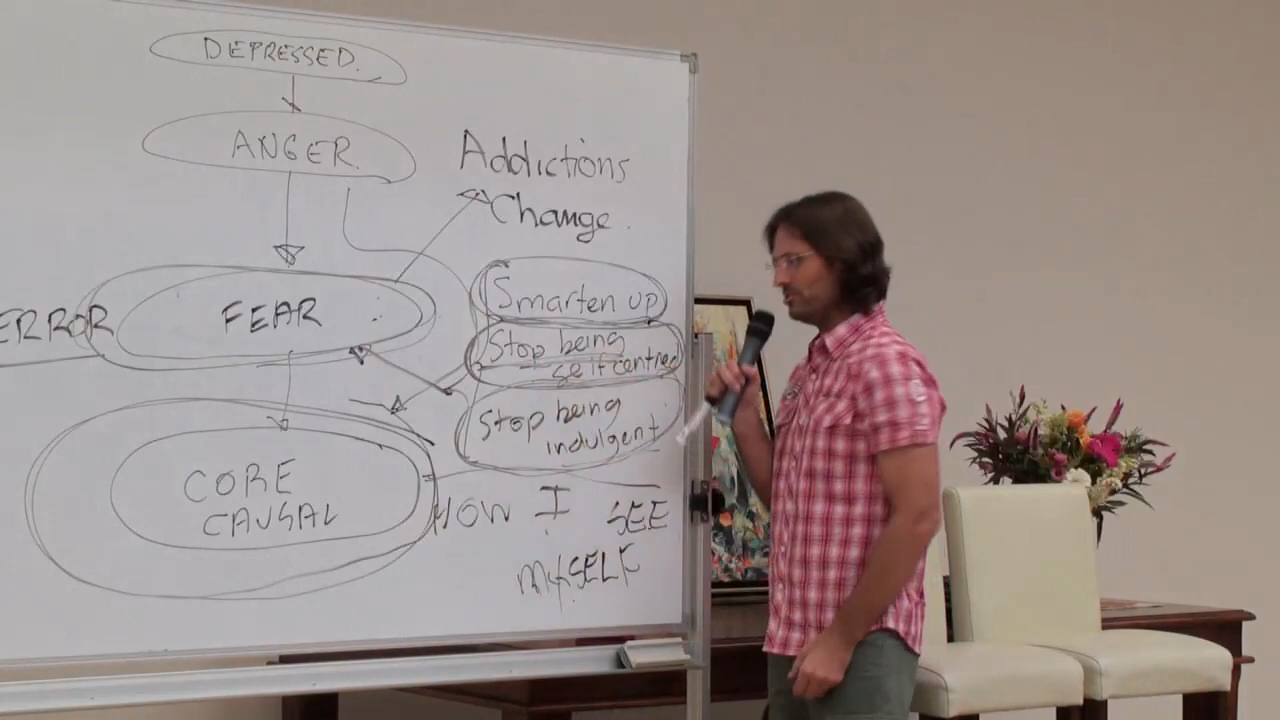 DEPRESSED.
ANGER.
Addictions
Change.
ERROR
FEAR
Smarten up
Stop being
self centred
Stop being
indulgent
CORE
CAUSAL
HOW I SEE
MYSELF